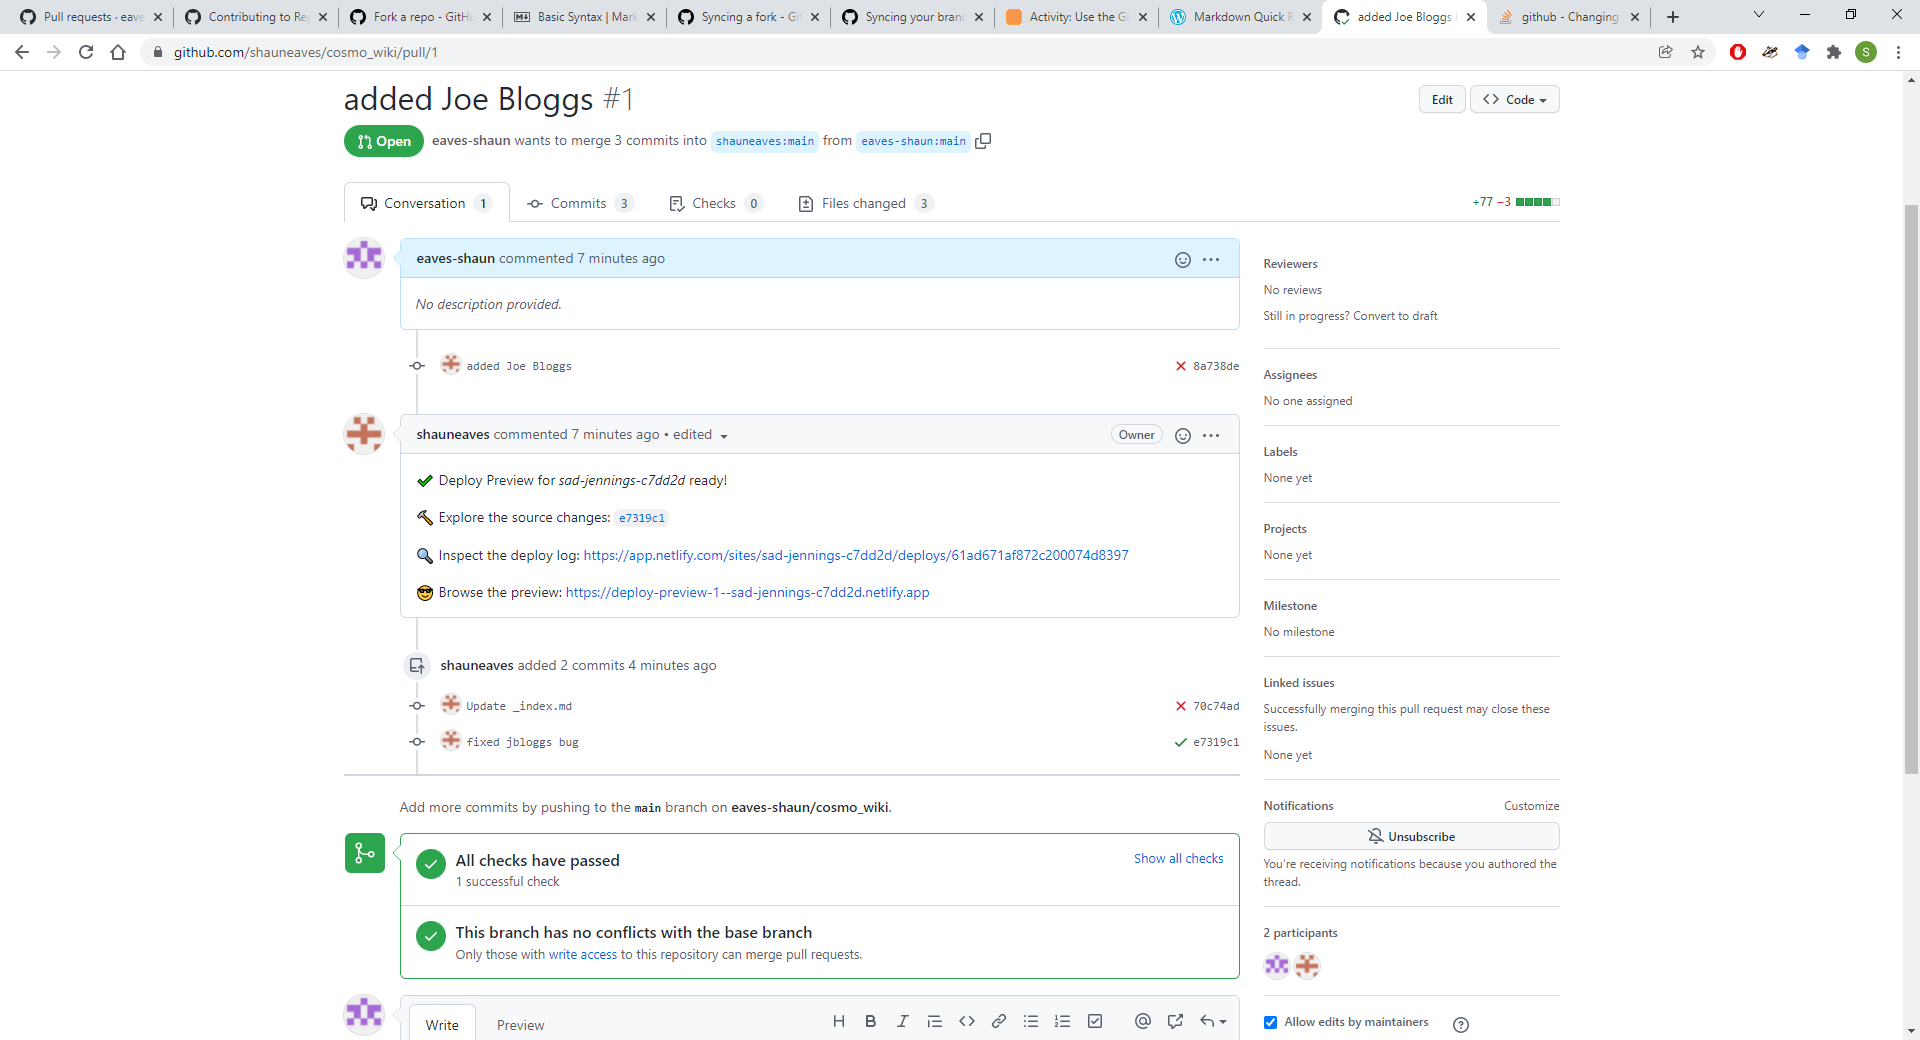 Pull requests · eave
Contributing to Re
Fork a repo - GitHu
Basic Syntax | Mark
Syncing a fork - Git
Syncing your branc
Activity: Use the Gi
Markdown Quick R
added Joe Bloggs
github - Changing
github.com/shauneaves/cosmo_wiki/pull/1
S
added Joe Bloggs #1
Edit
Code
Open
eaves-shaun wants to merge 3 commits into shauneaves:main from eaves-shaun:main
Conversation 1
Commits 3
Checks 0
Files changed 3
+77 −3
eaves-shaun commented 7 minutes ago
No description provided.
added Joe Bloggs
8a738de
shauneaves commented 7 minutes ago • edited
Owner
Deploy Preview for sad-jennings-c7dd2d ready!
Explore the source changes: e7319c1
Inspect the deploy log: https://app.netlify.com/sites/sad-jennings-c7dd2d/deploys/61ad671af872c200074d8397
Browse the preview: https://deploy-preview-1--sad-jennings-c7dd2d.netlify.app
shauneaves added 2 commits 4 minutes ago
Update _index.md
70c74ad
fixed jbloggs bug
e7319c1
Add more commits by pushing to the main branch on eaves-shaun/cosmo_wiki.
All checks have passed
Show all checks
1 successful check
This branch has no conflicts with the base branch
Only those with write access to this repository can merge pull requests.
Write
Preview
Reviewers
No reviews
Still in progress? Convert to draft
Assignees
No one assigned
Labels
None yet
Projects
None yet
Milestone
No milestone
Linked issues
Successfully merging this pull request may close these
issues.
None yet
Notifications
Customize
Unsubscribe
You're receiving notifications because you authored the
thread.
2 participants
Allow edits by maintainers